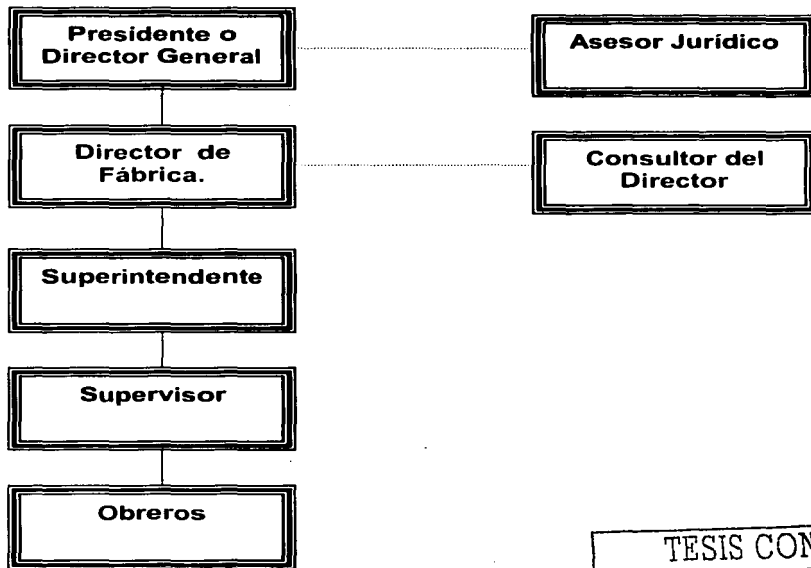 Presidente o
Director General
Asesor Jurídico
Director de
Fábrica.
Consultor del
Director
Superintendente
Supervisor
Obreros
TESIS CON